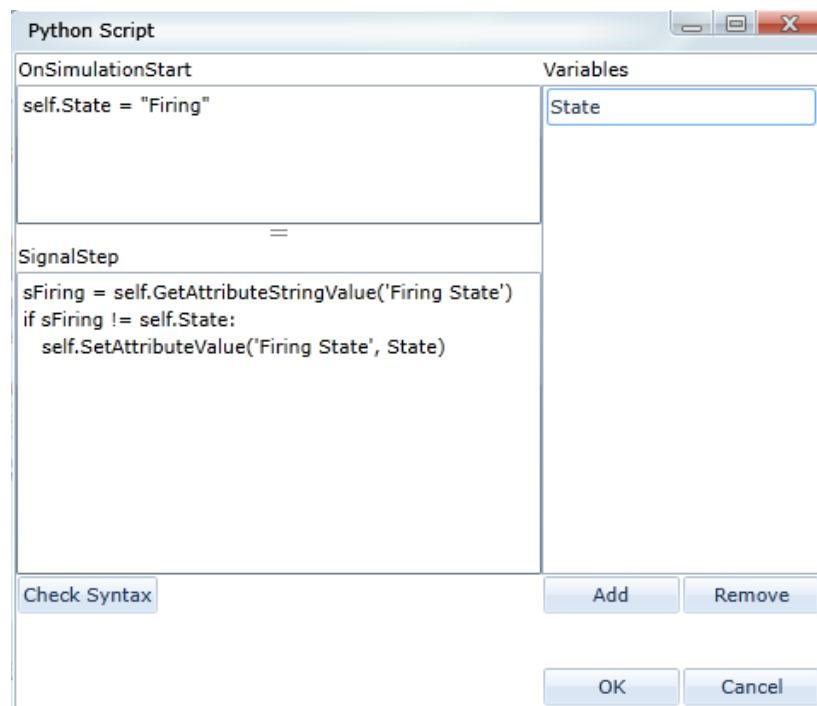 Python Script
OnSimulationStart
self.State = "Firing"
Variables
State
SignalStep
sFiring = self.GetAttributeStringValue('Firing State')
if sFiring != self.State:
   self.SetAttributeValue('Firing State', State)
Check Syntax
Add
Remove
OK
Cancel